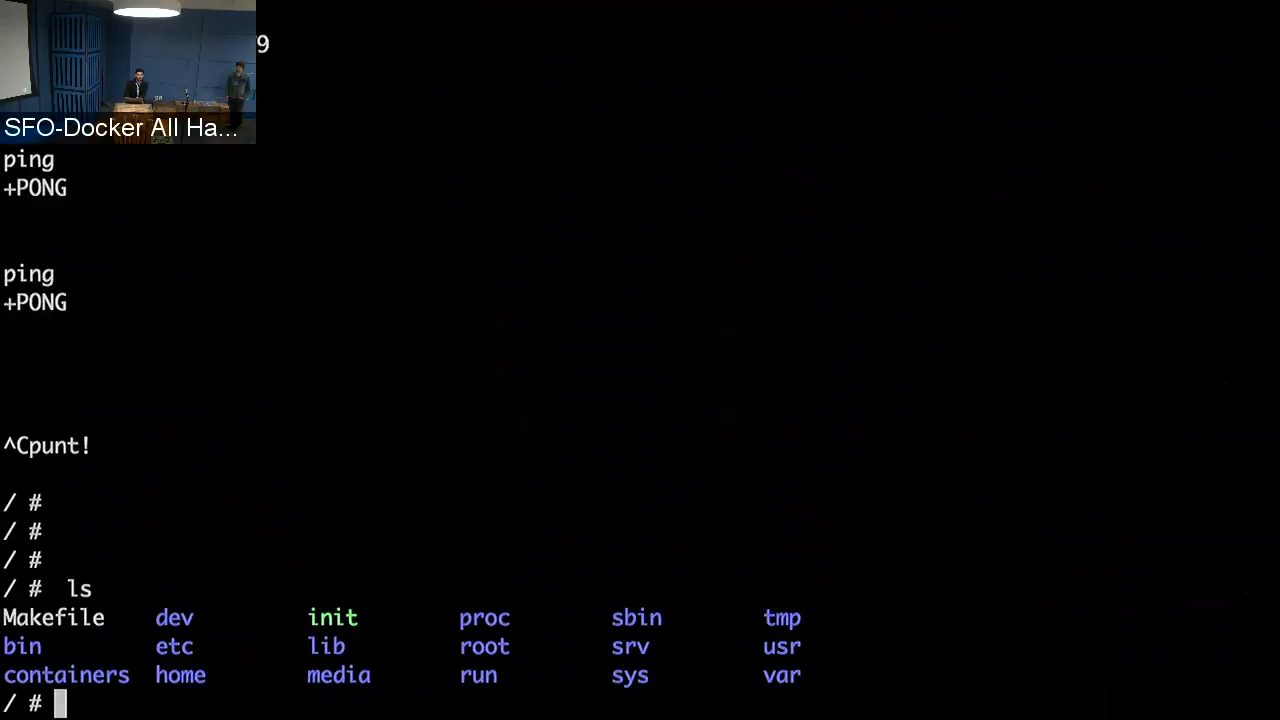 9
SFO-Docker All Ha...
ping
+PONG
ping
+PONG
^Cpunt!
/ #
/ #
/ #
/ #  ls
Makefile dev init proc sbin tmp
bin etc lib root srv usr
containers home media run sys var
/ #